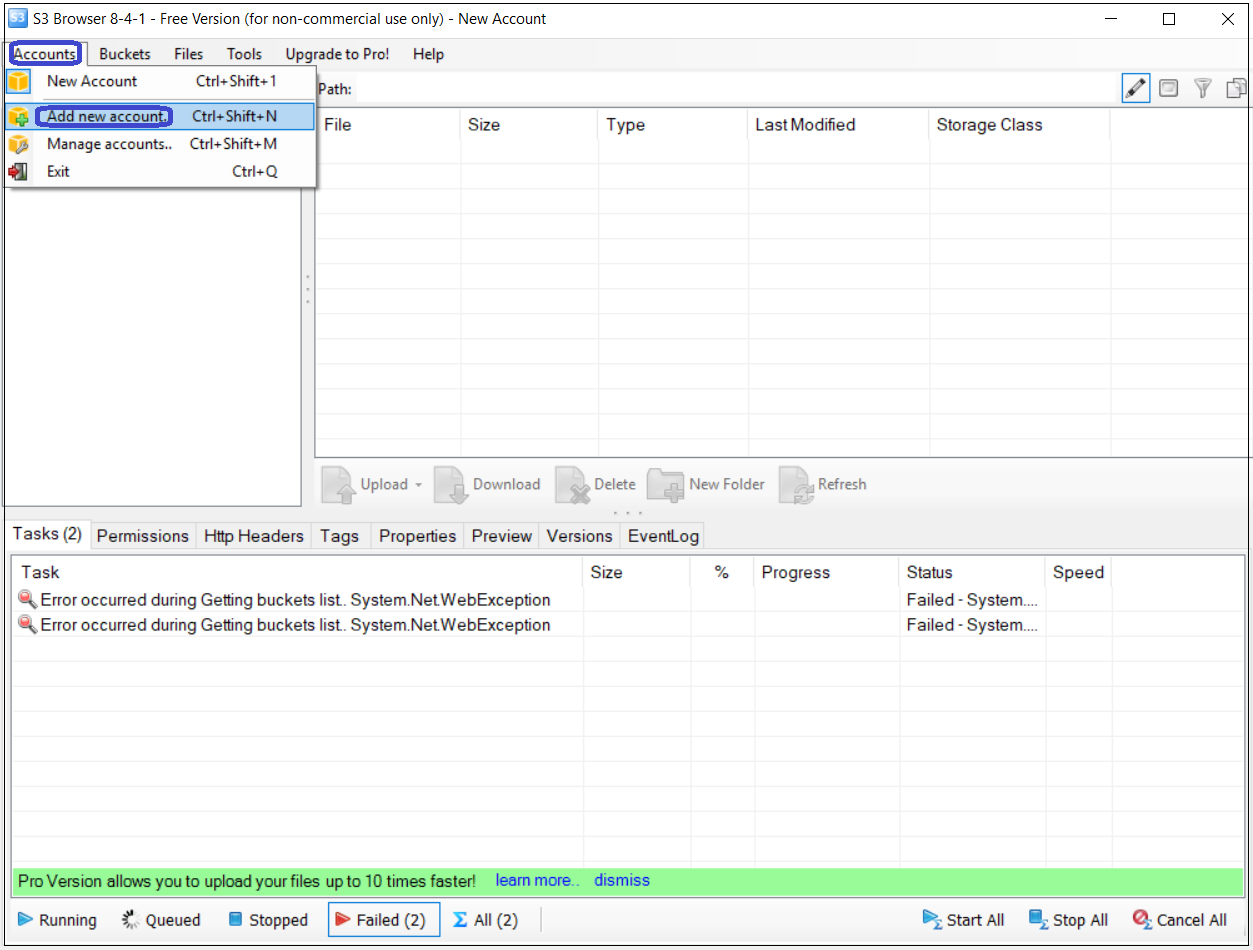 S3 S3 Browser 8-4-1 - Free Version (for non-commercial use only) - New Account
Accounts Buckets Files Tools Upgrade to Pro! Help
New Account Ctrl+Shift+1
Add new account.. Ctrl+Shift+N
Manage accounts.. Ctrl+Shift+M
Exit Ctrl+Q
Path:
File Size Type Last Modified Storage Class
Upload Download Delete New Folder Refresh
Tasks (2) Permissions Http Headers Tags Properties Preview Versions EventLog
Task Size % Progress Status Speed
Error occurred during Getting buckets list.. System.Net.WebException Failed - System....
Error occurred during Getting buckets list.. System.Net.WebException Failed - System....
Pro Version allows you to upload your files up to 10 times faster! learn more.. dismiss
Running Queued Stopped Failed (2) Σ All (2) Start All Stop All Cancel All